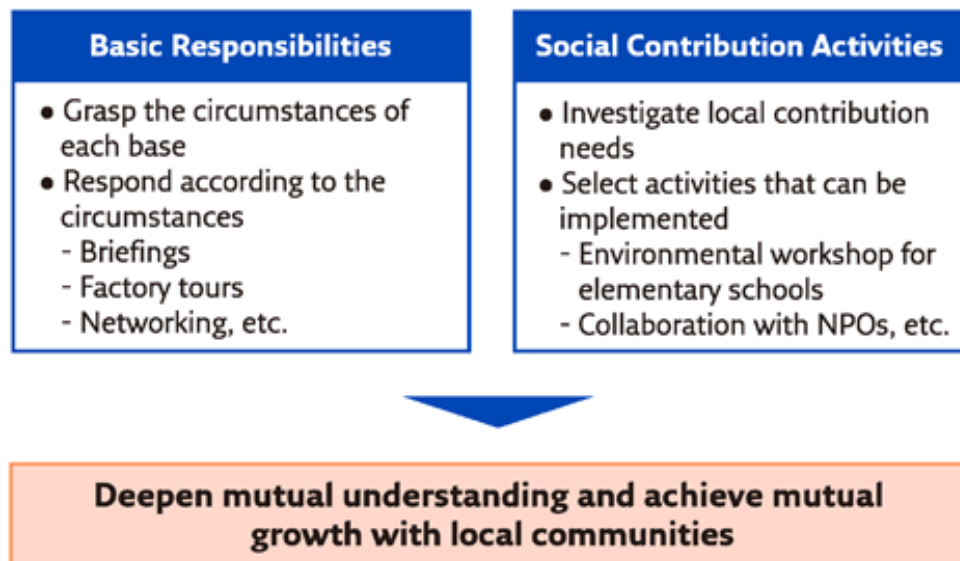 Basic Responsibilities
● Grasp the circumstances of
each base
● Respond according to the
circumstances
- Briefings
- Factory tours
- Networking, etc.
Social Contribution Activities
● Investigate local contribution
needs
● Select activities that can be
implemented
- Environmental workshop for
elementary schools
- Collaboration with NPOs, etc.
Deepen mutual understanding and achieve mutual
growth with local communities